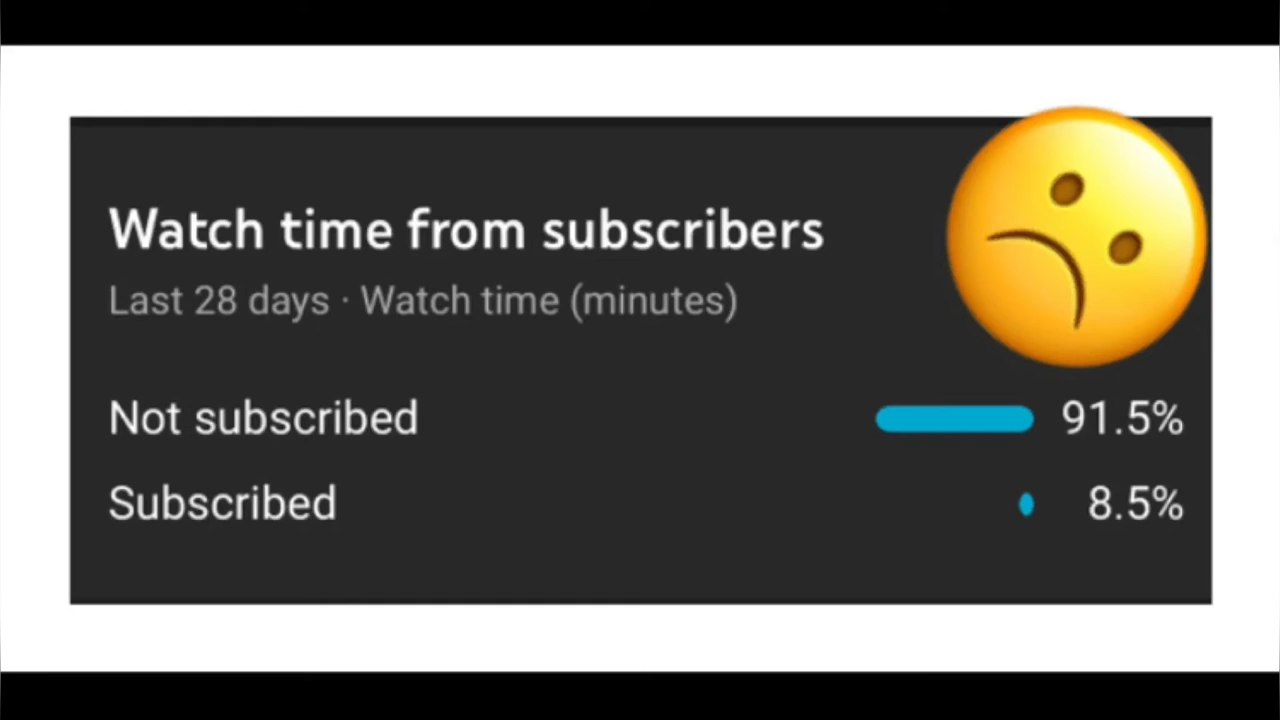 Watch time from subscribers
Last 28 days · Watch time (minutes)
Not subscribed 91.5%
Subscribed 8.5%